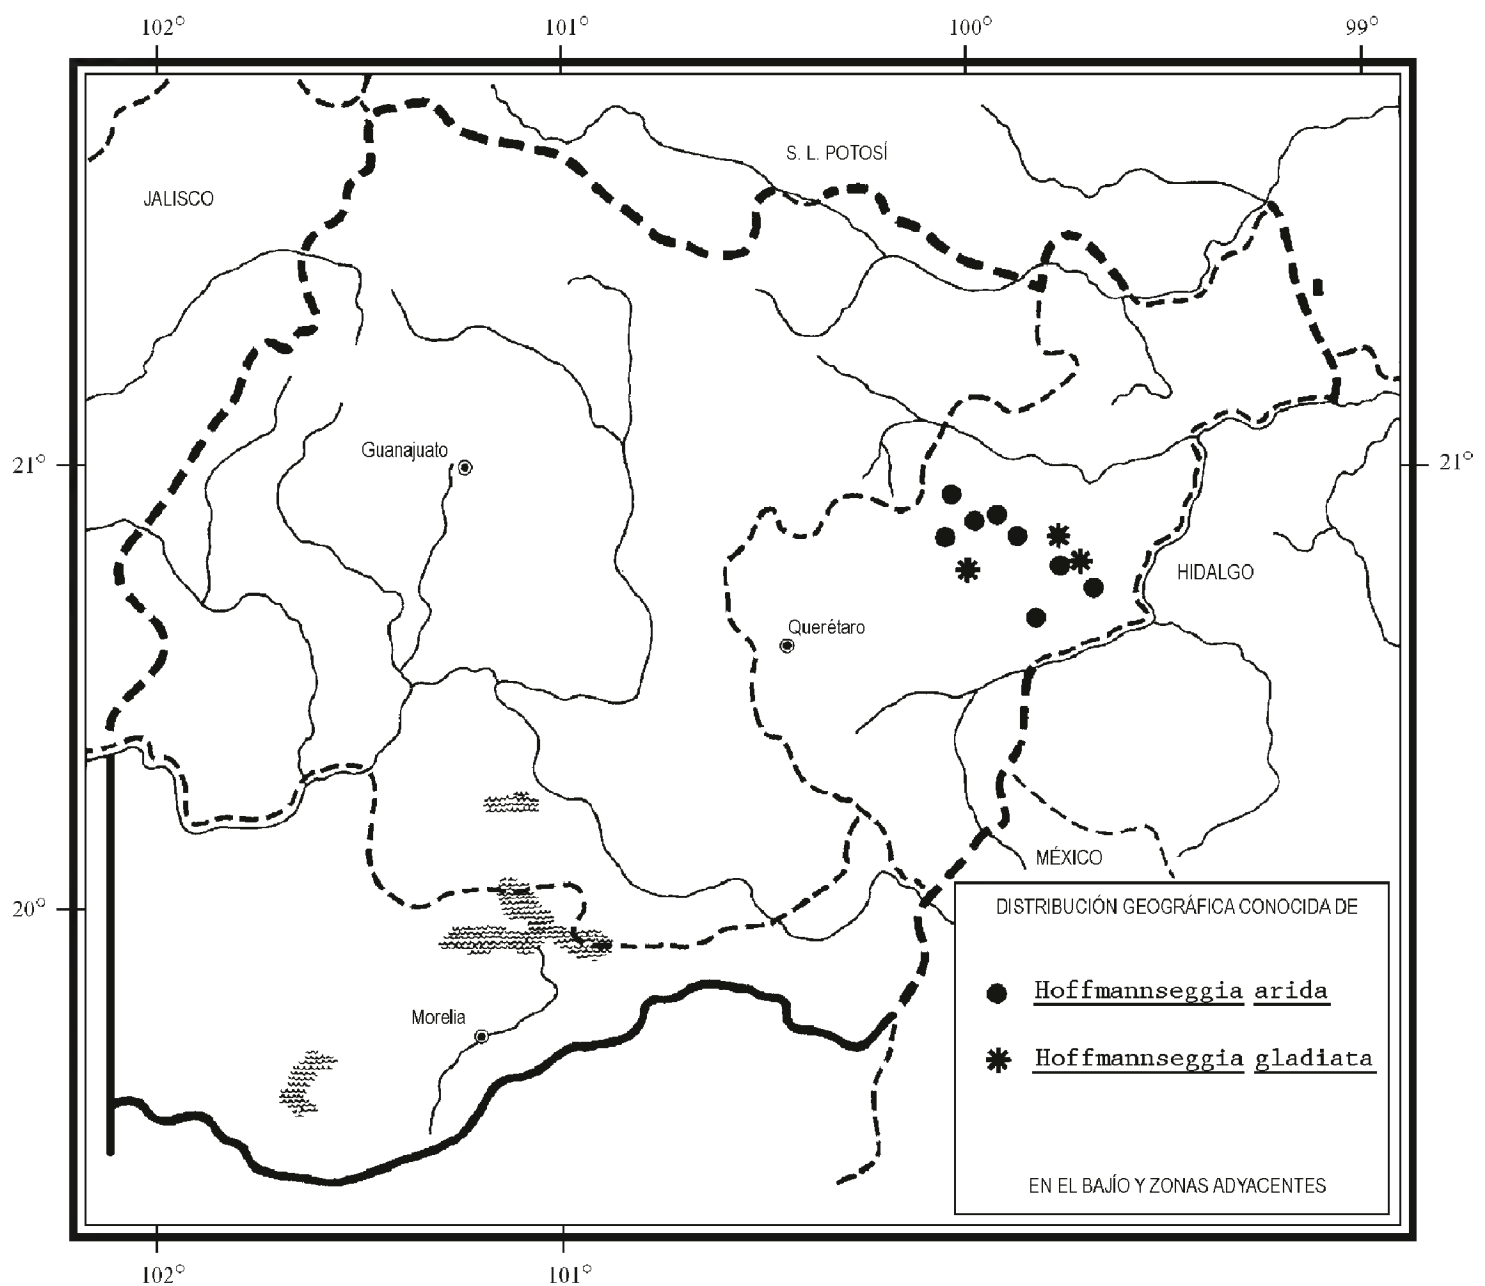 102° 101° 100° 99°
S. L. POTOSÍ
JALISCO
Guanajuato
21° 21°
HIDALGO
Querétaro
MÉXICO
20°
DISTRIBUCIÓN GEOGRÁFICA CONOCIDA DE
Hoffmannseggia arida
Morelia
Hoffmannseggia gladiata
EN EL BAJÍO Y ZONAS ADYACENTES
102° 101°